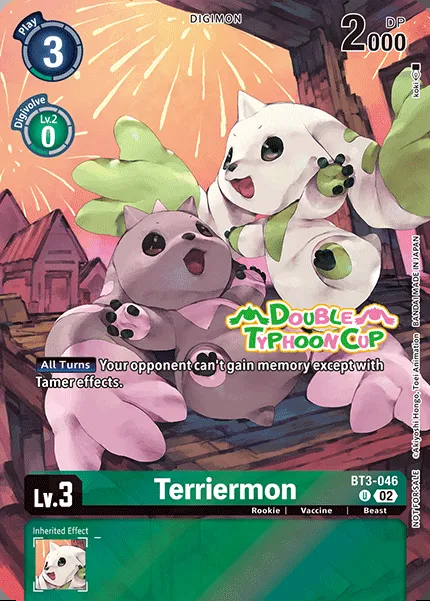 Play
3
DIGIMON
2000
DP
Digivolve
Lv.2
0
koki
DOUBLE
TYPHOON CUP
All Turns Your opponent can't gain memory except with
Tamer effects.
NOT FOR SALE ©Akiyoshi Hongo, Toei Animation BANDAI MADE IN JAPAN
Lv.3
Terriermon
BT3-046
U 02
Rookie | Vaccine | Beast
Inherited Effect
–